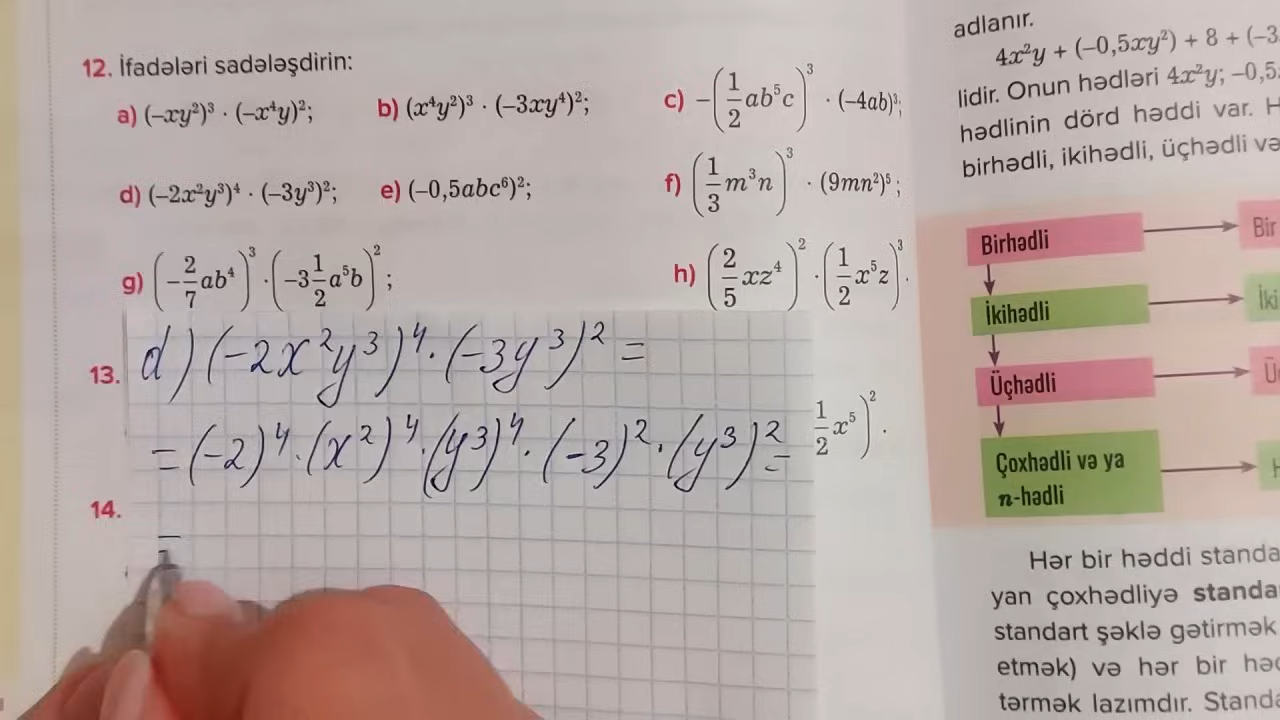 12. İfadələri sadələşdirin:
a) (–xy²)³ · (–x⁴y)²; b) (x⁴y²)³ · (–3xy⁴)²; c) –(1/2 ab⁵c)³ · (–4ab)³;
d) (–2x²y³)⁴ · (–3y³)²; e) (–0,5abc⁶)²; f) (1/3 m³n)³ · (9mn²)⁵;
g) (–2/7 ab⁴)³ · (–3 1/2 a⁵b)²; h) (2/5 xz⁴)² · (1/2 x⁵z)³.
13.
1/2 x⁵)².
14.
d) (-2x²y³)⁴ · (-3y³)² =
= (-2)⁴ · (x²)⁴ · (y³)⁴ · (-3)² · (y³)² =
=
adlanır.
4x²y + (–0,5xy²) + 8 + (–3
lidir. Onun hədləri 4x²y; –0,5
hədlinin dörd həddi var.
birhədli, ikihədli, üçhədli və
Birhədli
Bir
İkihədli
İki
Üçhədli
Çoxhədli və ya
n-hədli
Hər bir həddi standa
yan çoxhədliyə standa
standart şəklə gətirmək
etmək) və hər bir həd
tərmək lazımdır. Standa